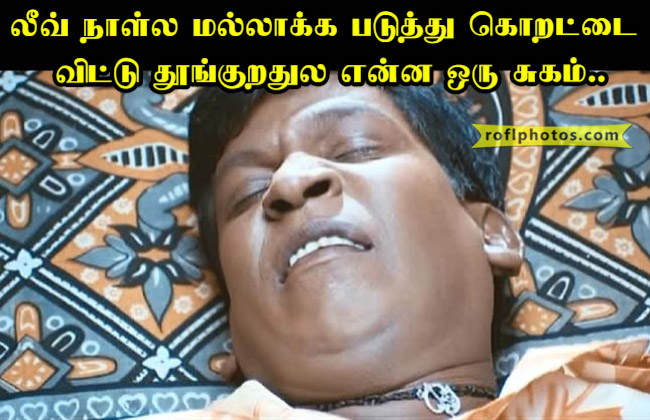 லீவ் நாள்ல மல்லாக்க படுத்து கொறட்டை
விட்டு தூங்குறதுல என்ன ஒரு சுகம்..
roflphotos.com